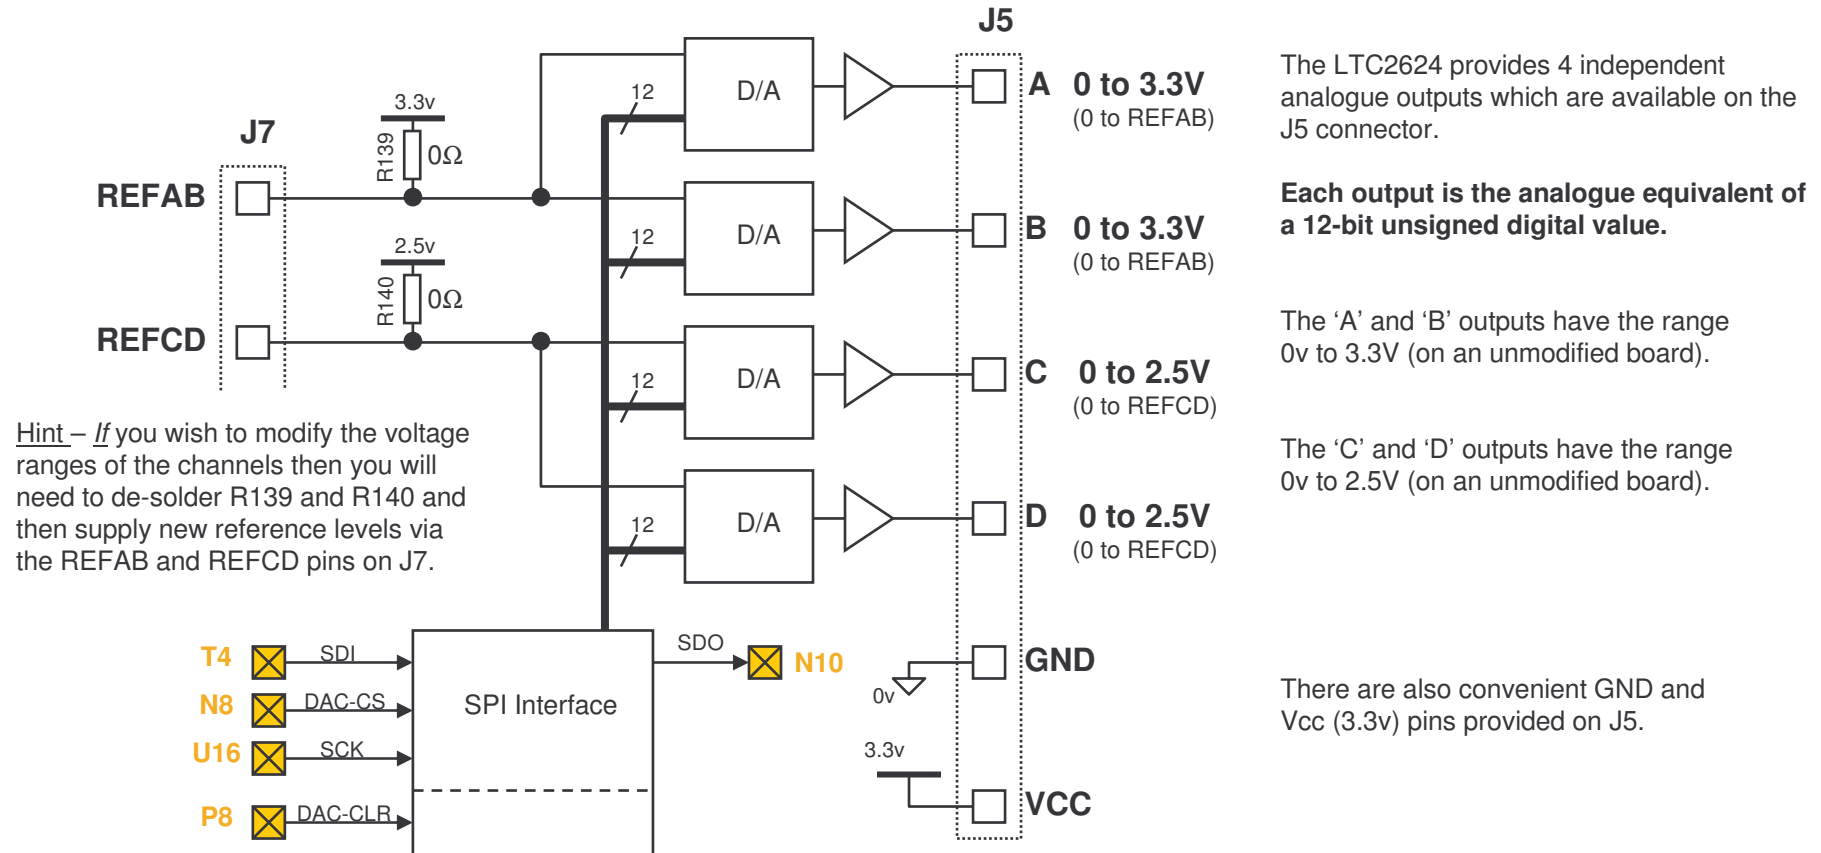 J5
The LTC2624 provides 4 independent
analogue outputs which are available on the
J5 connector.
Each output is the analogue equivalent of
a 12-bit unsigned digital value.
The ‘A’ and ‘B’ outputs have the range
0v to 3.3V (on an unmodified board).
The ‘C’ and ‘D’ outputs have the range
0v to 2.5V (on an unmodified board).
There are also convenient GND and
Vcc (3.3v) pins provided on J5.
J7
REFAB
3.3v
R139
0Ω
REFCD
2.5v
R140
0Ω
12
D/A
A 0 to 3.3V
(0 to REFAB)
12
D/A
B 0 to 3.3V
(0 to REFAB)
12
D/A
C 0 to 2.5V
(0 to REFCD)
12
D/A
D 0 to 2.5V
(0 to REFCD)
Hint – If you wish to modify the voltage
ranges of the channels then you will
need to de-solder R139 and R140 and
then supply new reference levels via
the REFAB and REFCD pins on J7.
T4 SDI
N8 DAC-CS
U16 SCK
P8 DAC-CLR
SPI Interface
SDO N10
0v
GND
3.3v
VCC